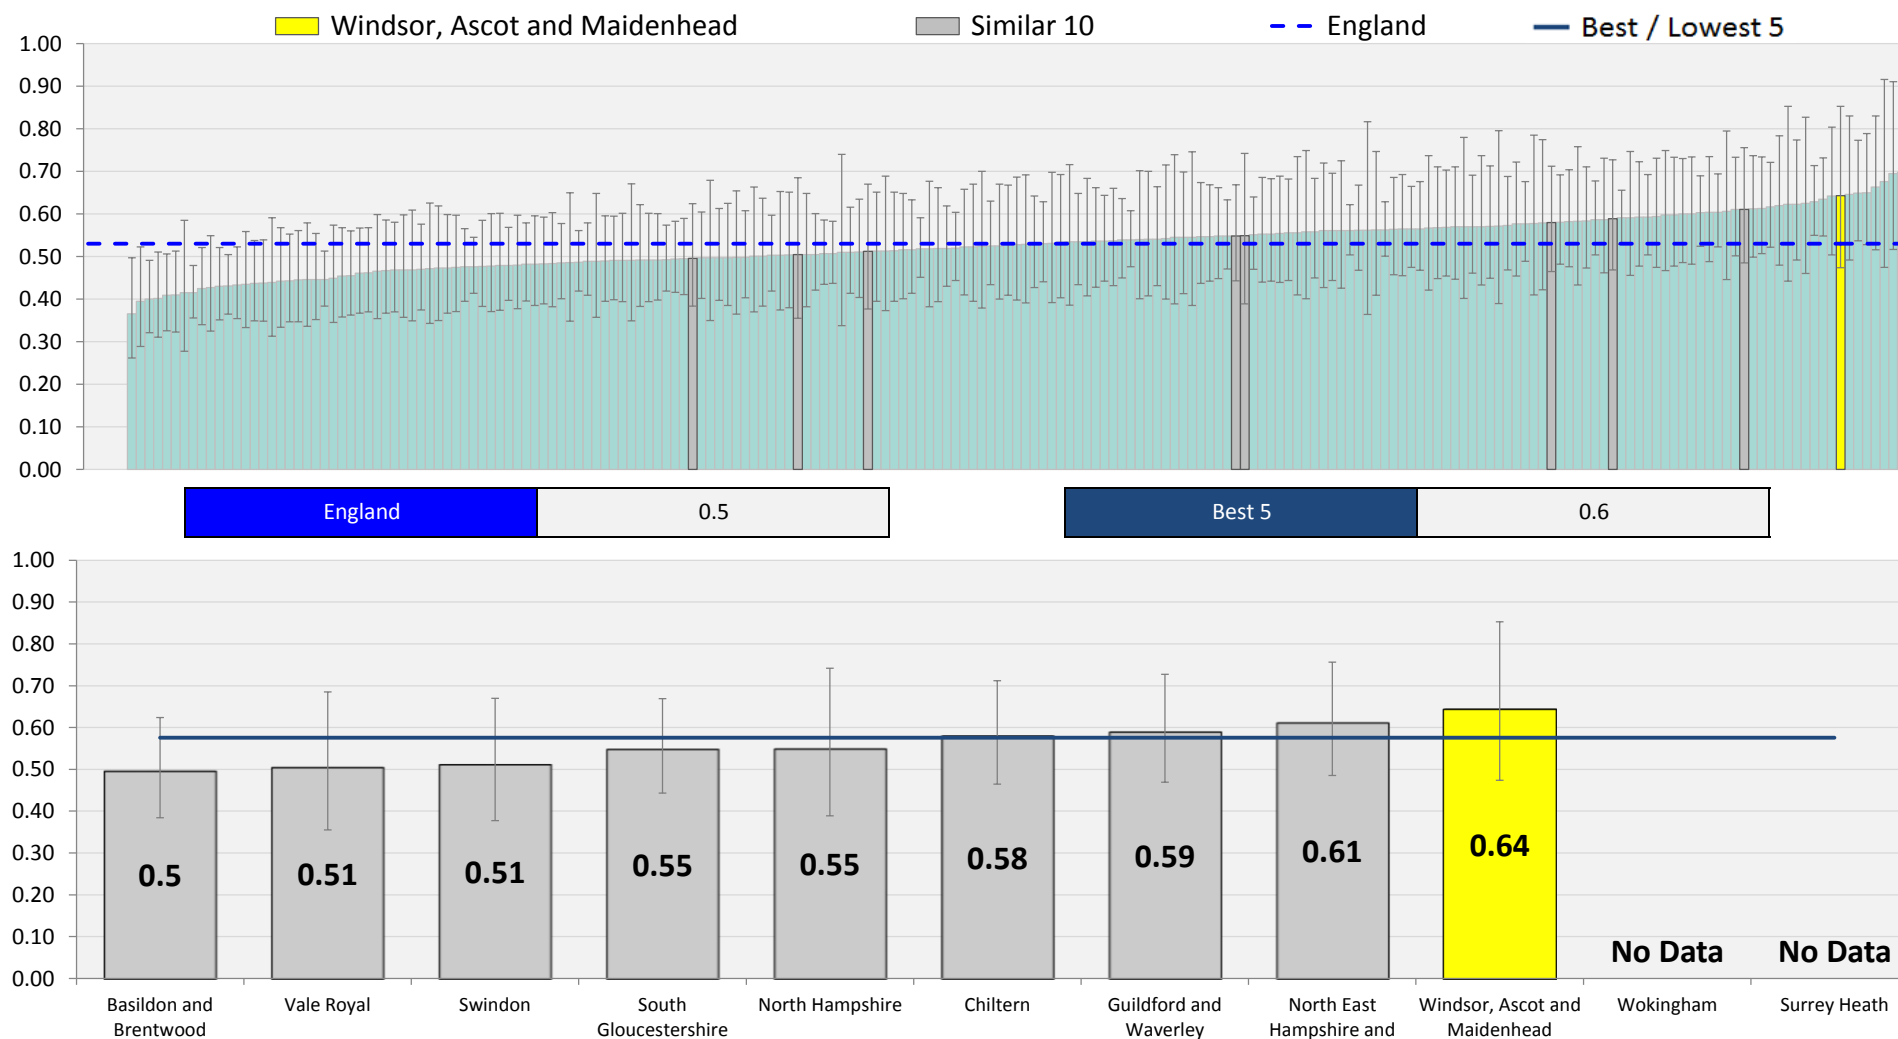 Windsor, Ascot and Maidenhead Similar 10 England Best / Lowest 5
1.00
0.90
0.80
0.70
0.60
0.50
0.40
0.30
0.20
0.10
0.00
England 0.5 Best 5 0.6
1.00
0.90
0.80
0.70
0.60
0.50
0.40
0.30
0.20
0.10
0.00
0.5 0.51 0.51 0.55 0.55 0.58 0.59 0.61 0.64 No Data No Data
Basildon and
Brentwood
Vale Royal
Swindon
South
Gloucestershire
North Hampshire
Chiltern
Guildford and
Waverley
North East
Hampshire and
Windsor, Ascot and
Maidenhead
Wokingham
Surrey Heath